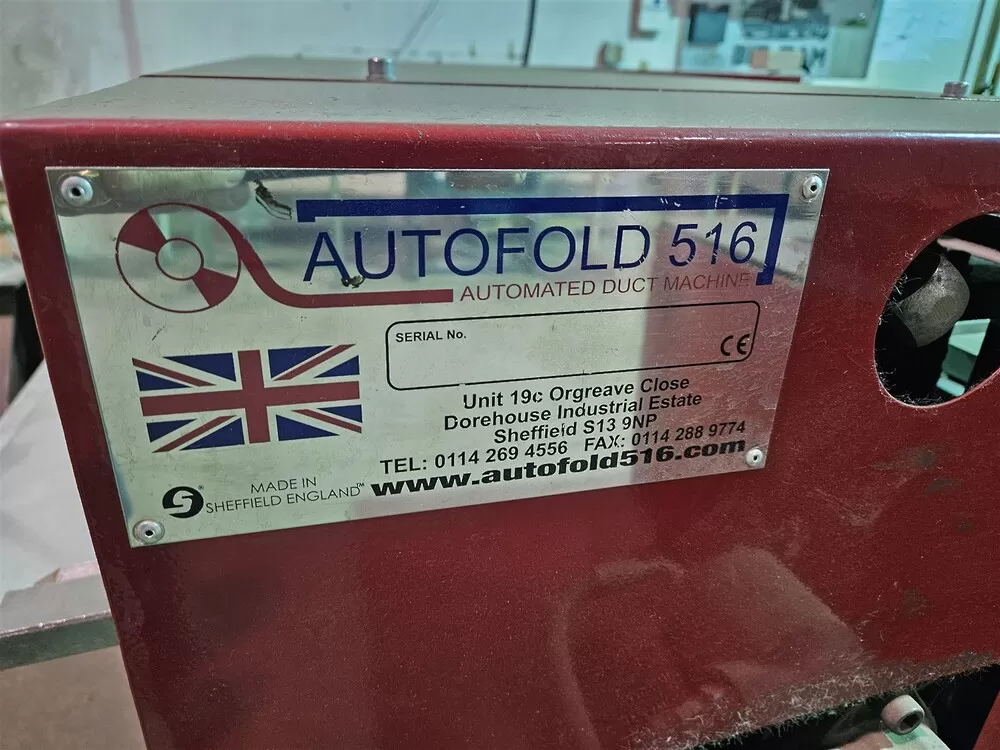 AUTOFOLD 516
AUTOMATED DUCT MACHINE
SERIAL No.
CE
Unit 19c Orgreave Close
Dorehouse Industrial Estate
Sheffield S13 9NP
TEL: 0114 269 4556 FAX: 0114 288 9774
www.autofold516.com
MADE IN
SHEFFIELD ENGLAND™